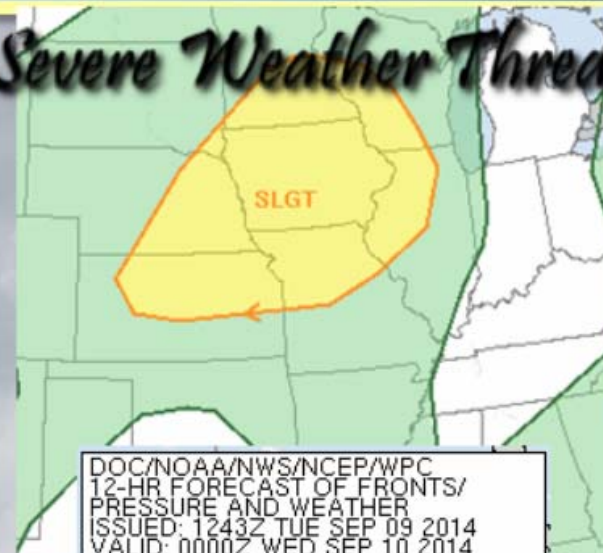 Severe Weather Threa
SLGT
DOC/NOAA/NWS/NCEP/WPC
12-HR FORECAST OF FRONTS/
PRESSURE AND WEATHER
ISSUED: 1243Z TUE SEP 09 2014
VALID: 0000Z WED SEP 10 2014